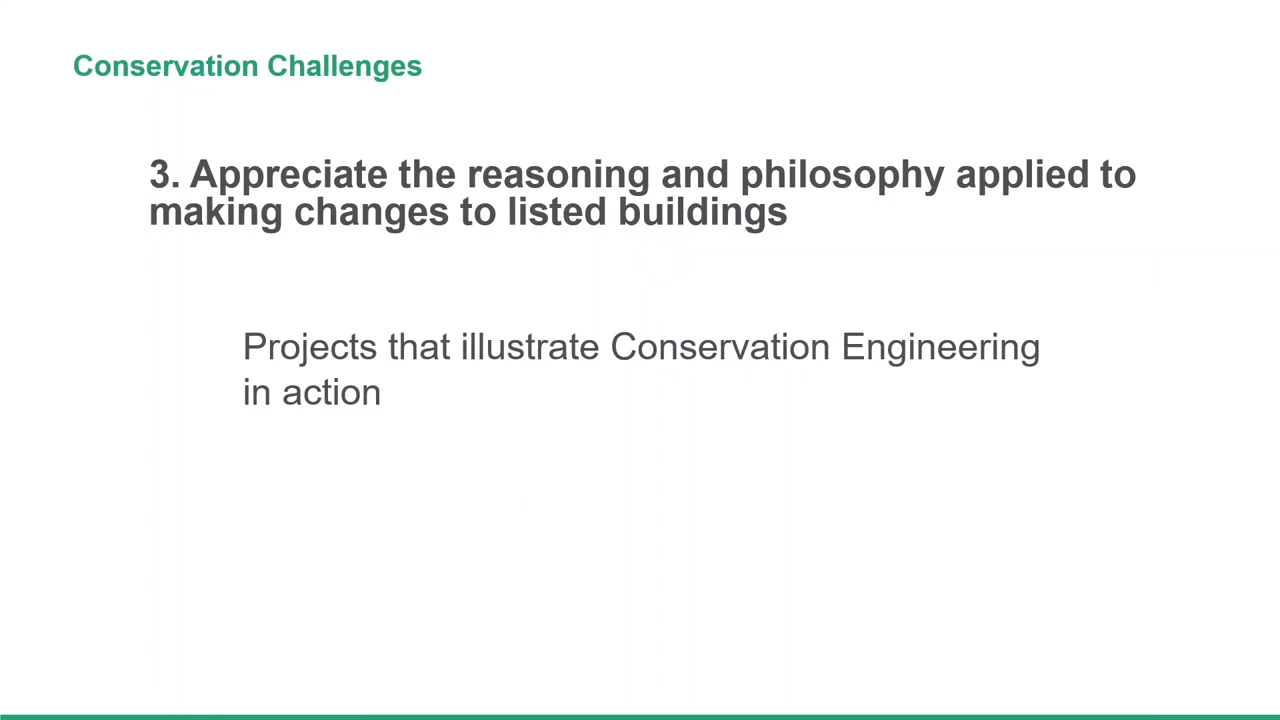 Conservation Challenges
3. Appreciate the reasoning and philosophy applied to
making changes to listed buildings
Projects that illustrate Conservation Engineering
in action